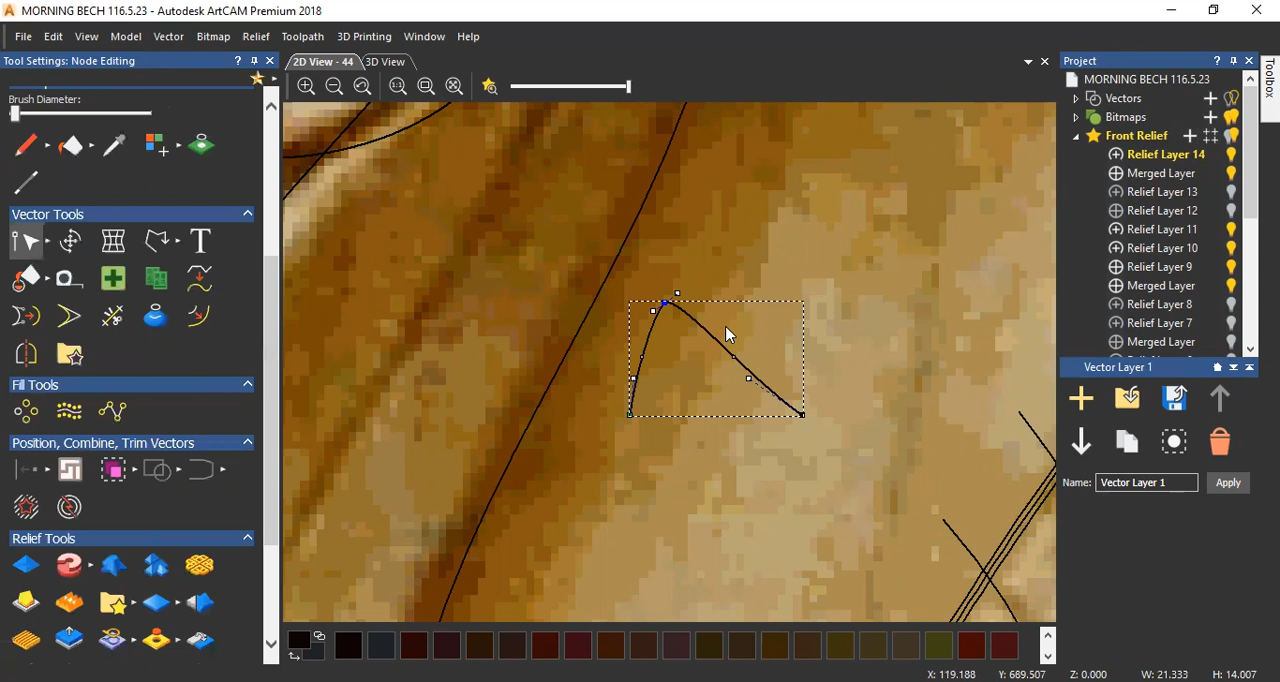 MORNING BECH 116.5.23 - Autodesk ArtCAM Premium 2018
File Edit View Model Vector Bitmap Relief Toolpath 3D Printing Window Help
Tool Settings: Node Editing ?
Brush Diameter:
Vector Tools
T
Fill Tools
Position, Combine, Trim Vectors
Relief Tools
2D View - 44 3D View
1:1
Project ?
Toolbox
MORNING BECH 116.5.23
Vectors
Bitmaps
Front Relief
Relief Layer 14
Merged Layer
Relief Layer 13
Relief Layer 12
Relief Layer 11
Relief Layer 10
Relief Layer 9
Merged Layer
Relief Layer 8
Relief Layer 7
Merged Layer
Vector Layer 1
Name: Vector Layer 1 Apply
X: 119.188 Y: 689.507 Z: 0.000 W: 21.333 H: 14.007